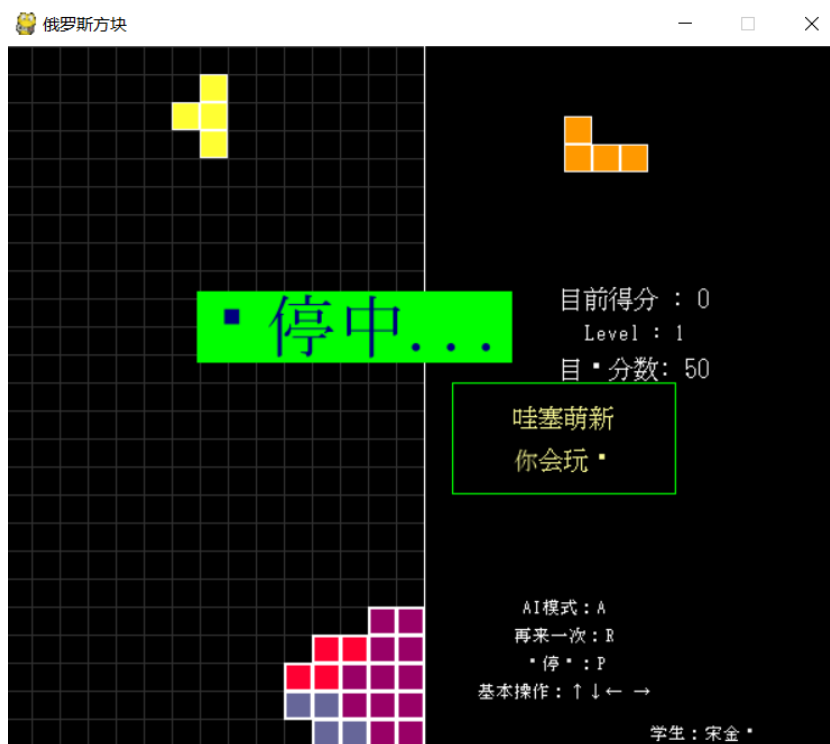 俄罗斯方块
▪停中...
目前得分 : 0
Level : 1
目▪分数: 50
哇塞萌新
你会玩▪
AI模式：A
再来一次：R
▪停▪：P
基本操作：↑↓← →
学生：宋金▪